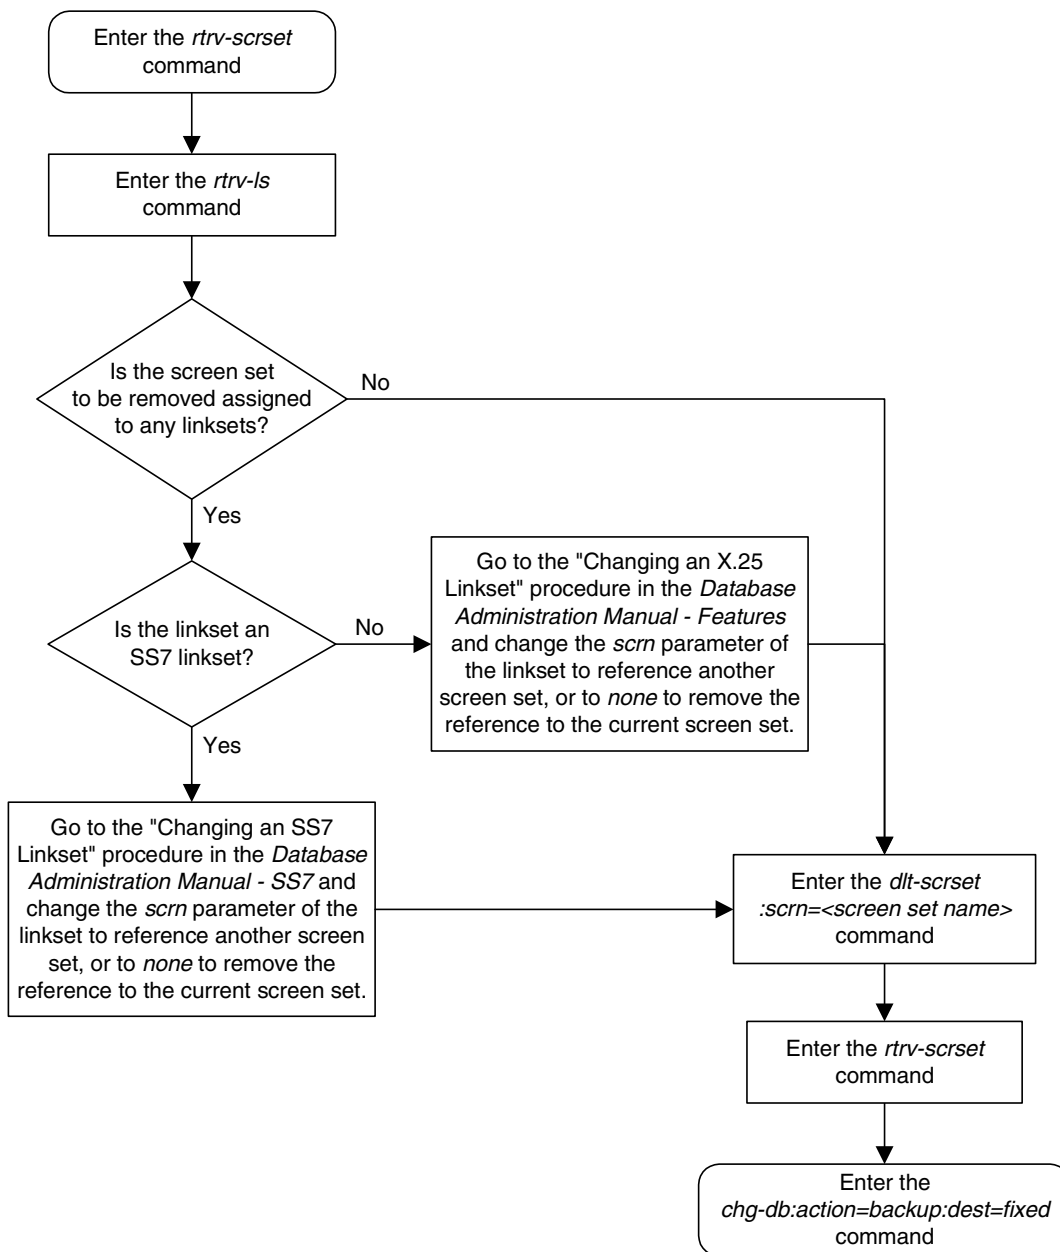 Enter the rtrv-scrset
command
Enter the rtrv-ls
command
Is the screen set
to be removed assigned
to any linksets?
No
Yes
Is the linkset an
SS7 linkset?
No
Go to the "Changing an X.25
Linkset" procedure in the Database
Administration Manual - Features
and change the scrn parameter of
the linkset to reference another
screen set, or to none to remove the
reference to the current screen set.
Yes
Go to the "Changing an SS7
Linkset" procedure in the Database
Administration Manual - SS7 and
change the scrn parameter of the
linkset to reference another screen
set, or to none to remove the
reference to the current screen set.
Enter the dlt-scrset
:scrn=<screen set name>
command
Enter the rtrv-scrset
command
Enter the
chg-db:action=backup:dest=fixed
command